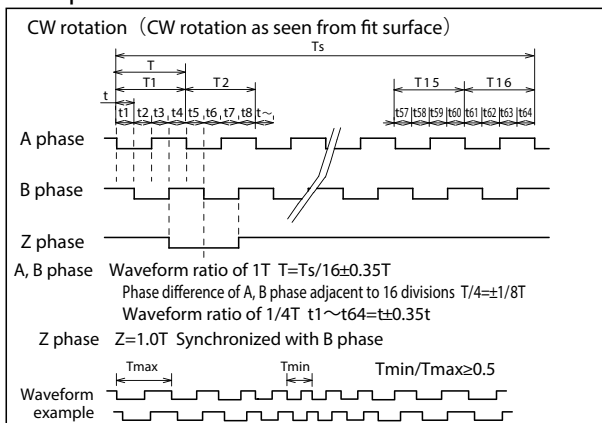 CW rotation（CW rotation as seen from fit surface）
Ts
T
T1 T2 T15 T16
t
t1 t2 t3 t4 t5 t6 t7 t8 t～ t57 t58 t59 t60 t61 t62 t63 t64
A phase
B phase
Z phase
A, B phase Waveform ratio of 1T T=Ts/16±0.35T
Phase difference of A, B phase adjacent to 16 divisions T/4=±1/8T
Waveform ratio of 1/4T t1～t64=t±0.35t
Z phase Z=1.0T Synchronized with B phase
Tmax Tmin Tmin/Tmax≥0.5
Waveform
example